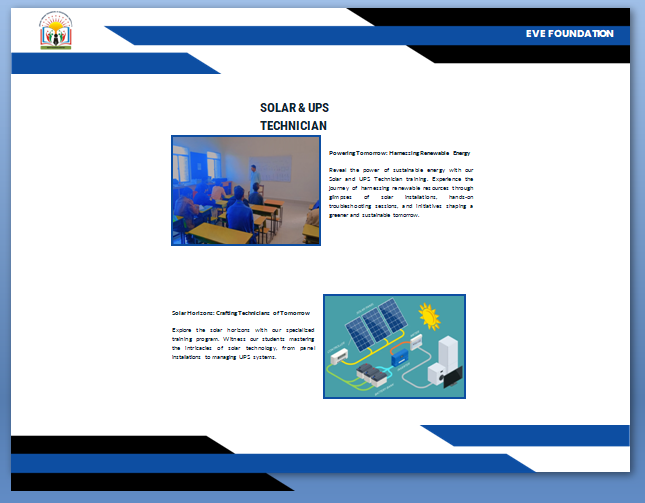 EVE FOUNDATION
SOLAR & UPS
TECHNICIAN
Powering Tomorrow: Harnessing Renewable Energy
Reveal the power of sustainable energy with our
Solar and UPS Technician training. Experience the
journey of harnessing renewable resources through
glimpses of solar installations, hands-on
troubleshooting sessions, and initiatives shaping a
greener and sustainable tomorrow.
Solar Horizons: Crafting Technicians of Tomorrow
Explore the solar horizons with our specialized
training program. Witness our students mastering
the intricacies of solar technology, from panel
installations to managing UPS systems.